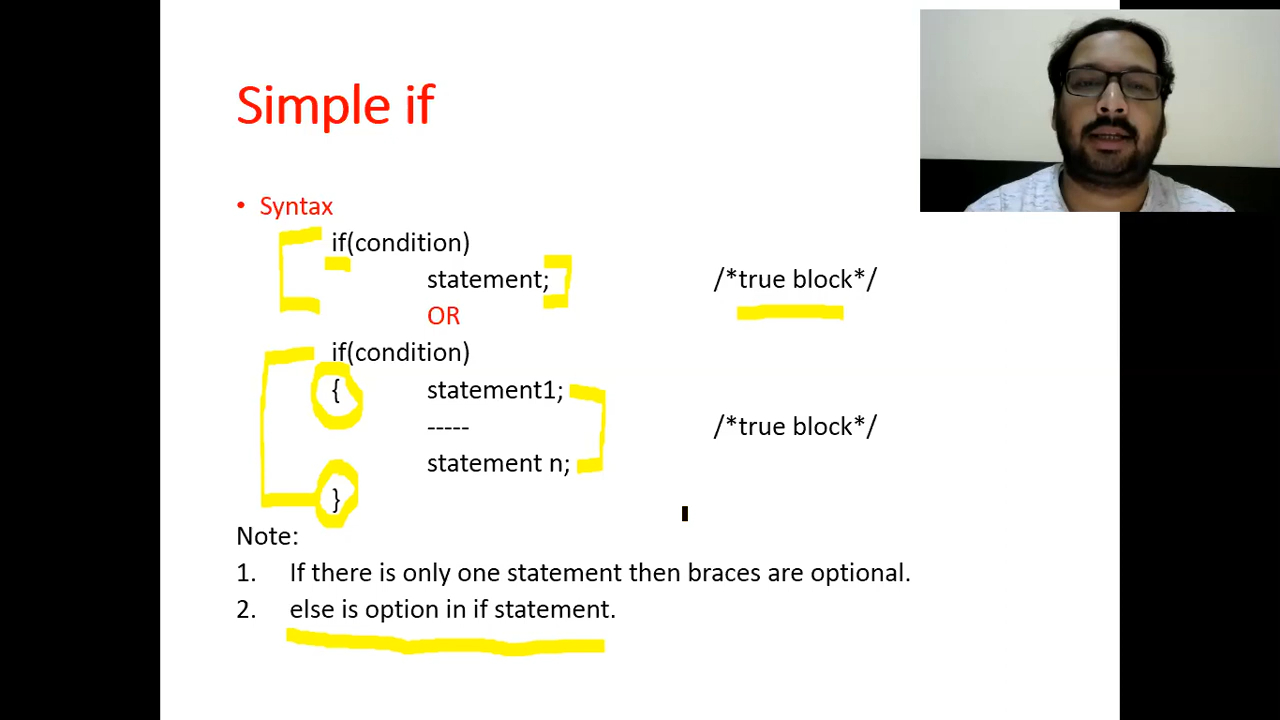 Simple if
• Syntax
if(condition)
statement; /*true block*/
OR
if(condition)
{ statement1;
----- /*true block*/
statement n;
}
Note:
1. If there is only one statement then braces are optional.
2. else is option in if statement.